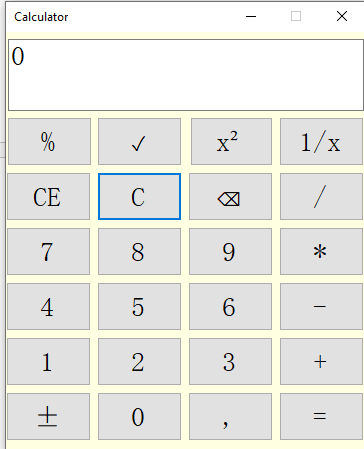 Calculator
0
% ✓ x² 1/x
CE C ⌫ /
7 8 9 *
4 5 6 -
1 2 3 +
± 0 , =